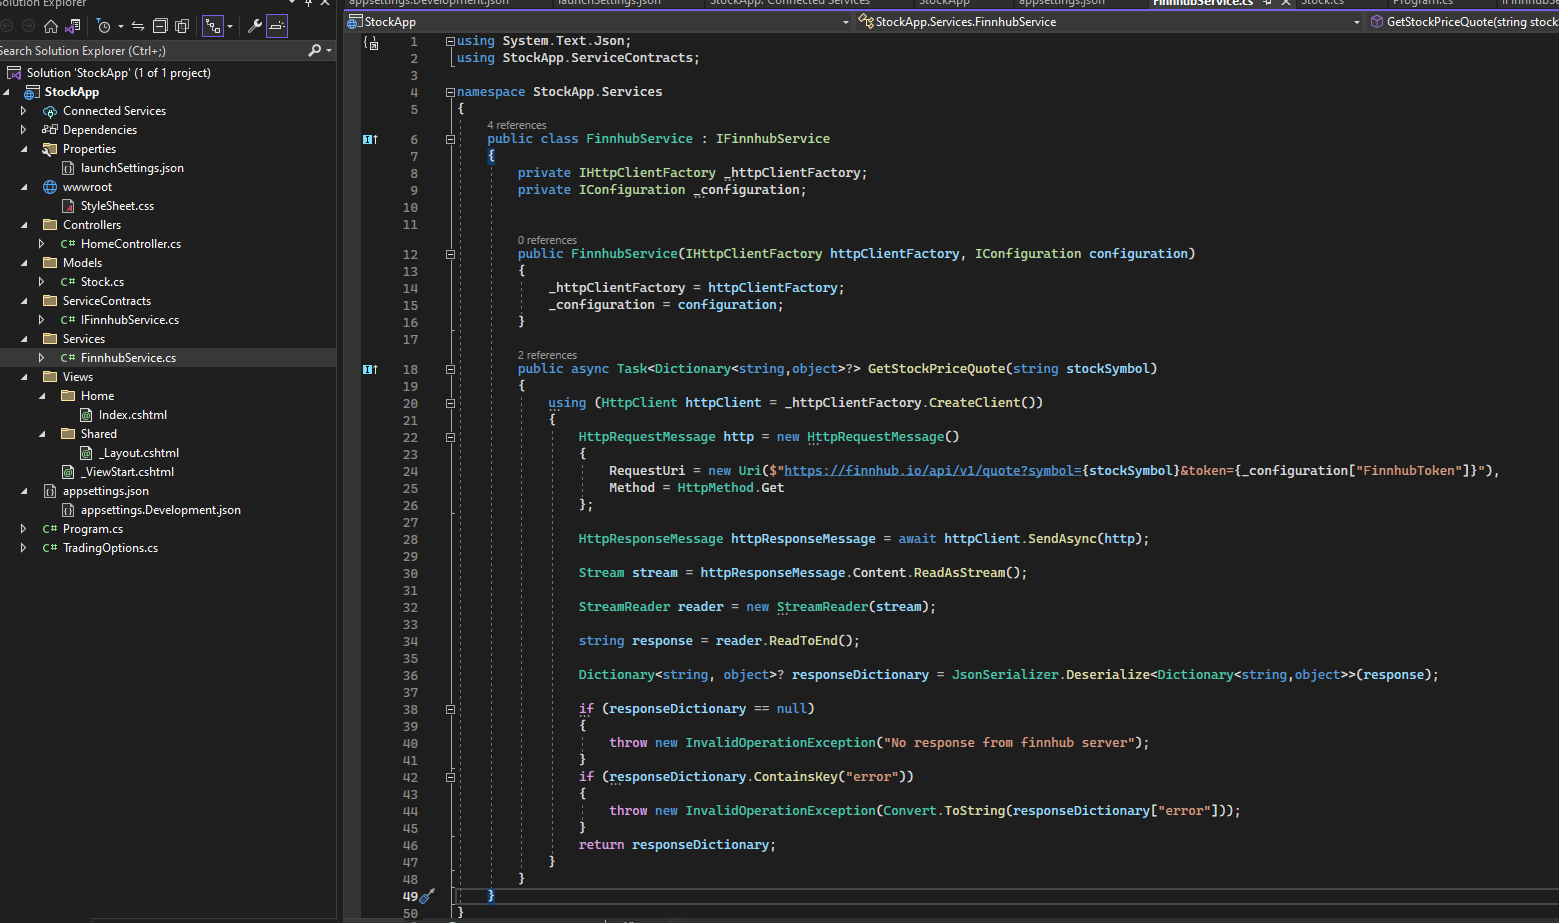 Solution Explorer
Search Solution Explorer (Ctrl+;)
Solution 'StockApp' (1 of 1 project)
StockApp
Connected Services
Dependencies
Properties
launchSettings.json
wwwroot
StyleSheet.css
Controllers
C# HomeController.cs
Models
C# Stock.cs
ServiceContracts
C# IFinnhubService.cs
Services
C# FinnhubService.cs
Views
Home
Index.cshtml
Shared
_Layout.cshtml
_ViewStart.cshtml
appsettings.json
appsettings.Development.json
C# Program.cs
C# TradingOptions.cs
appsettings.Development.json launchSettings.json StockApp: Connected Services StockApp appsettings.json FinnhubService.cs Stock.cs Program.cs
StockApp StockApp.Services.FinnhubService GetStockPriceQuote(string stock
1 using System.Text.Json;
2 using StockApp.ServiceContracts;
3
4 namespace StockApp.Services
5 {
4 references
6 public class FinnhubService : IFinnhubService
7 {
8 private IHttpClientFactory _httpClientFactory;
9 private IConfiguration _configuration;
10
11
0 references
12 public FinnhubService(IHttpClientFactory httpClientFactory, IConfiguration configuration)
13 {
14 _httpClientFactory = httpClientFactory;
15 _configuration = configuration;
16 }
17
2 references
18 public async Task<Dictionary<string,object>?> GetStockPriceQuote(string stockSymbol)
19 {
20 using (HttpClient httpClient = _httpClientFactory.CreateClient())
21 {
22 HttpRequestMessage http = new HttpRequestMessage()
23 {
24 RequestUri = new Uri($"https://finnhub.io/api/v1/quote?symbol={stockSymbol}&token={_configuration["FinnhubToken"]}"),
25 Method = HttpMethod.Get
26 };
27
28 HttpResponseMessage httpResponseMessage = await httpClient.SendAsync(http);
29
30 Stream stream = httpResponseMessage.Content.ReadAsStream();
31
32 StreamReader reader = new StreamReader(stream);
33
34 string response = reader.ReadToEnd();
35
36 Dictionary<string, object>? responseDictionary = JsonSerializer.Deserialize<Dictionary<string,object>>(response);
37
38 if (responseDictionary == null)
39 {
40 throw new InvalidOperationException("No response from finnhub server");
41 }
42 if (responseDictionary.ContainsKey("error"))
43 {
44 throw new InvalidOperationException(Convert.ToString(responseDictionary["error"]));
45 }
46 return responseDictionary;
47 }
48 }
49 }
50 }